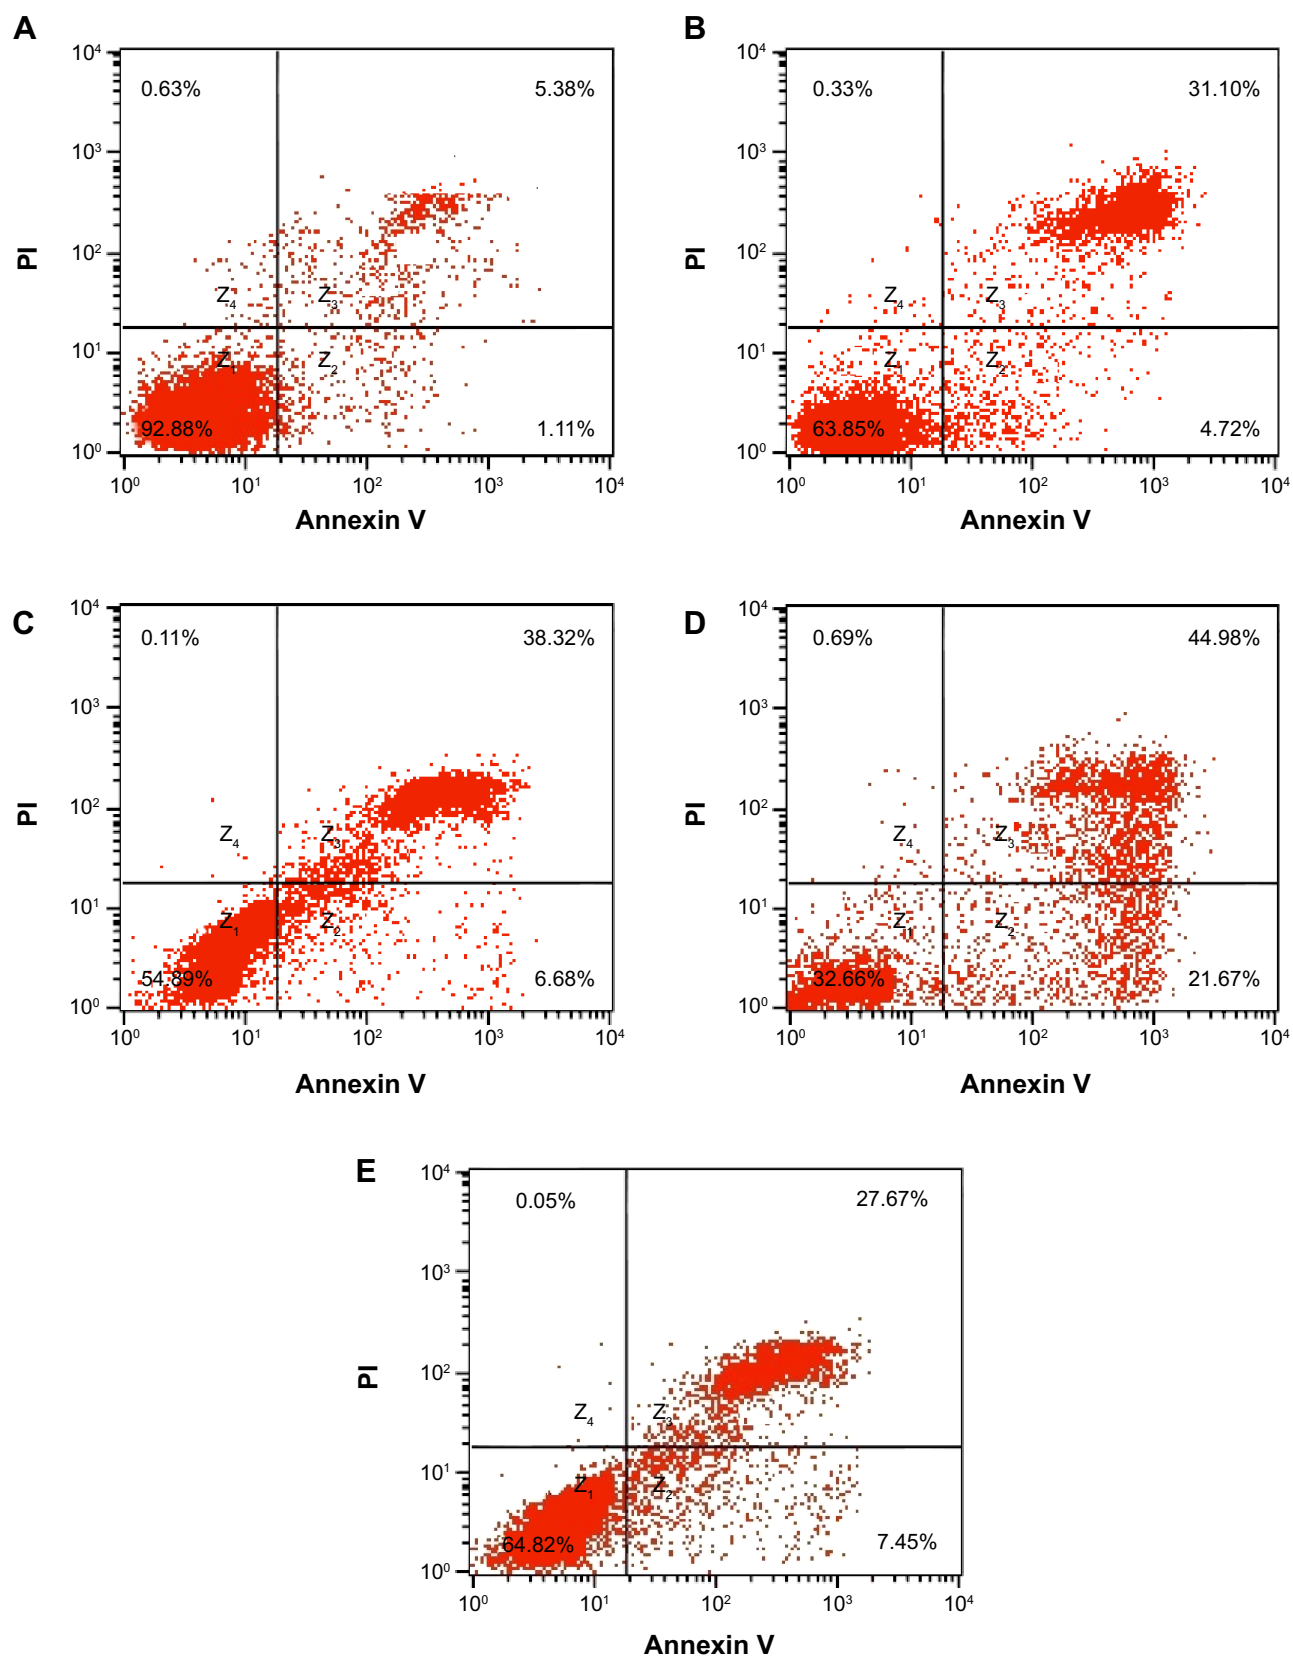 A
B
10⁴
0.63%
5.38%
10³
PI
10²
Z₄
Z₃
10¹
Z₁
Z₂
92.88%
1.11%
10⁰
10⁰ 10¹ 10² 10³ 10⁴
Annexin V
10⁴
0.33%
31.10%
10³
PI
10²
Z₄
Z₃
10¹
Z₁
Z₂
63.85%
4.72%
10⁰
10⁰ 10¹ 10² 10³ 10⁴
Annexin V
C
10⁴
0.11%
38.32%
10³
PI
10²
Z₄
Z₃
10¹
Z₁
Z₂
54.89%
6.68%
10⁰
10⁰ 10¹ 10² 10³ 10⁴
Annexin V
D
10⁴
0.69%
44.98%
10³
PI
10²
Z₄
Z₃
10¹
Z₁
Z₂
32.66%
21.67%
10⁰
10⁰ 10¹ 10² 10³ 10⁴
Annexin V
E
10⁴
0.05%
27.67%
10³
PI
10²
Z₄
Z₃
10¹
Z₁
Z₂
64.82%
7.45%
10⁰
10⁰ 10¹ 10² 10³ 10⁴
Annexin V